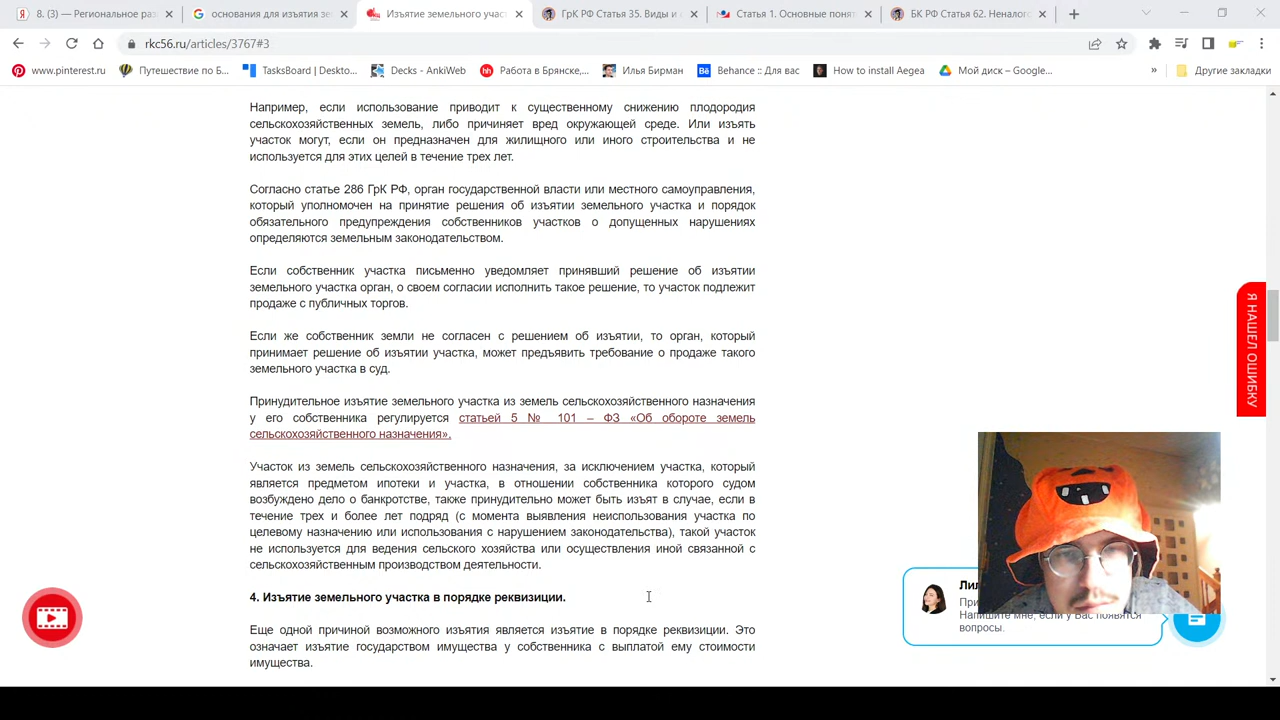 8. (3) — Региональное раз
основания для изъятия зе
Изъятие земельного учас
ГрК РФ Статья 35. Виды и
Статья 1. Основные поня
БК РФ Статья 62. Неналог
rkc56.ru/articles/3767#3
www.pinterest.ru
Путешествие по Б...
TasksBoard | Deskto...
Decks - AnkiWeb
Работа в Брянске,...
Илья Бирман
Behance :: Для вас
How to install Aegea
Мой диск – Google...
»
Другие закладки
Например, если использование приводит к существенному снижению плодородия
сельскохозяйственных земель, либо причиняет вред окружающей среде. Или изъять
участок могут, если он предназначен для жилищного или иного строительства и не
используется для этих целей в течение трех лет.
Согласно статье 286 ГрК РФ, орган государственной власти или местного самоуправления,
который уполномочен на принятие решения об изъятии земельного участка и порядок
обязательного предупреждения собственников участков о допущенных нарушениях
определяются земельным законодательством.
Если собственник участка письменно уведомляет принявший решение об изъятии
земельного участка орган, о своем согласии исполнить такое решение, то участок подлежит
продаже с публичных торгов.
Если же собственник земли не согласен с решением об изъятии, то орган, который
принимает решение об изъятии участка, может предъявить требование о продаже такого
земельного участка в суд.
Принудительное изъятие земельного участка из земель сельскохозяйственного назначения
у его собственника регулируется статьей 5 № 101 – ФЗ «Об обороте земель
сельскохозяйственного назначения».
Участок из земель сельскохозяйственного назначения, за исключением участка, который
является предметом ипотеки и участка, в отношении собственника которого судом
возбуждено дело о банкротстве, также принудительно может быть изъят в случае, если в
течение трех и более лет подряд (с момента выявления неиспользования участка по
целевому назначению или использования с нарушением законодательства), такой участок
не используется для ведения сельского хозяйства или осуществления иной связанной с
сельскохозяйственным производством деятельности.
4. Изъятие земельного участка в порядке реквизиции.
Еще одной причиной возможного изъятия является изъятие в порядке реквизиции. Это
означает изъятие государством имущества у собственника с выплатой ему стоимости
имущества.
Я НАШЕЛ ОШИБКУ
Лил
При
Напишите мне, если у Вас появятся
вопросы.